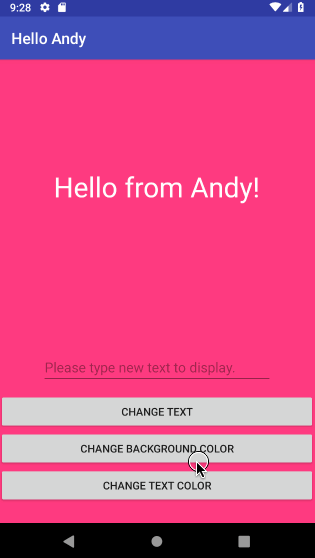 9:28
Hello Andy
Hello from Andy!
Please type new text to display.
CHANGE TEXT
CHANGE BACKGROUND COLOR
CHANGE TEXT COLOR